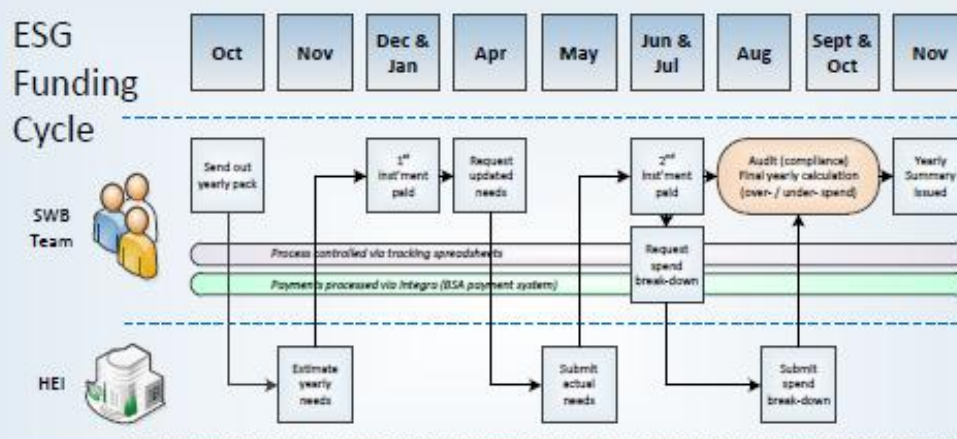 ESG
Funding
Cycle
Oct
Nov
Dec &
Jan
Apr
May
Jun &
Jul
Aug
Sept &
Oct
Nov
SWB
Team
Send out
yearly pack
1st
inst'ment
paid
Request
updated
needs
2nd
inst'ment
paid
Audit (compliance)
Final yearly calculation
(over- / under- spend)
Yearly
Summary
Issued
Request
spend
break-down
Process controlled via tracking spreadsheets
Payments processed via Integra (BSA payment system)
HEI
Estimate
yearly
needs
Submit
actual
needs
Submit
spend
break-down